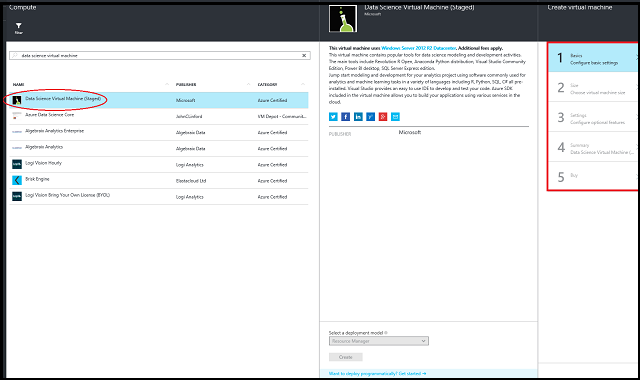 Compute
Filter
data science virtual machine
NAME PUBLISHER CATEGORY
Data Science Virtual Machine (Staged) Microsoft Azure Certified
Azure Data Science Core JohnClinford VM Depot - Communit...
Algebraix Analytics Enterprise Algebraix Data Azure Certified
Algebraix Analytics Algebraix Data Azure Certified
Logi Vision Hourly Logi Analytics Azure Certified
Brisk Engine Elastacloud Ltd Azure Certified
Logi Vision Bring Your Own License (BYOL) Logi Analytics Azure Certified
Data Science Virtual Machine (Staged)
Microsoft
This virtual machine uses Windows Server 2012 R2 Datacenter. Additional fees apply.
This virtual machine contains popular tools for data science modeling and development activities.
The main tools include Revolution R Open, Anaconda Python distribution, Visual Studio Community
Edition, Power BI desktop, SQL Server Express edition.
Jump start modeling and development for your analytics project using software commonly used for
analytics and machine learning tasks in a variety of languages including R, Python, SQL, C# all pre-
installed. Visual Studio provides an easy to use IDE to develop and test your code. Azure SDK
included in the virtual machine allows you to build your applications using various services in the
cloud.
PUBLISHER Microsoft
Select a deployment model
Resource Manager
Create
Want to deploy programmatically? Get started →
Create virtual machine
1 Basics
Configure basic settings
2 Size
Choose virtual machine size
3 Settings
Configure optional features
4 Summary
Data Science Virtual Machine (...
5 Buy